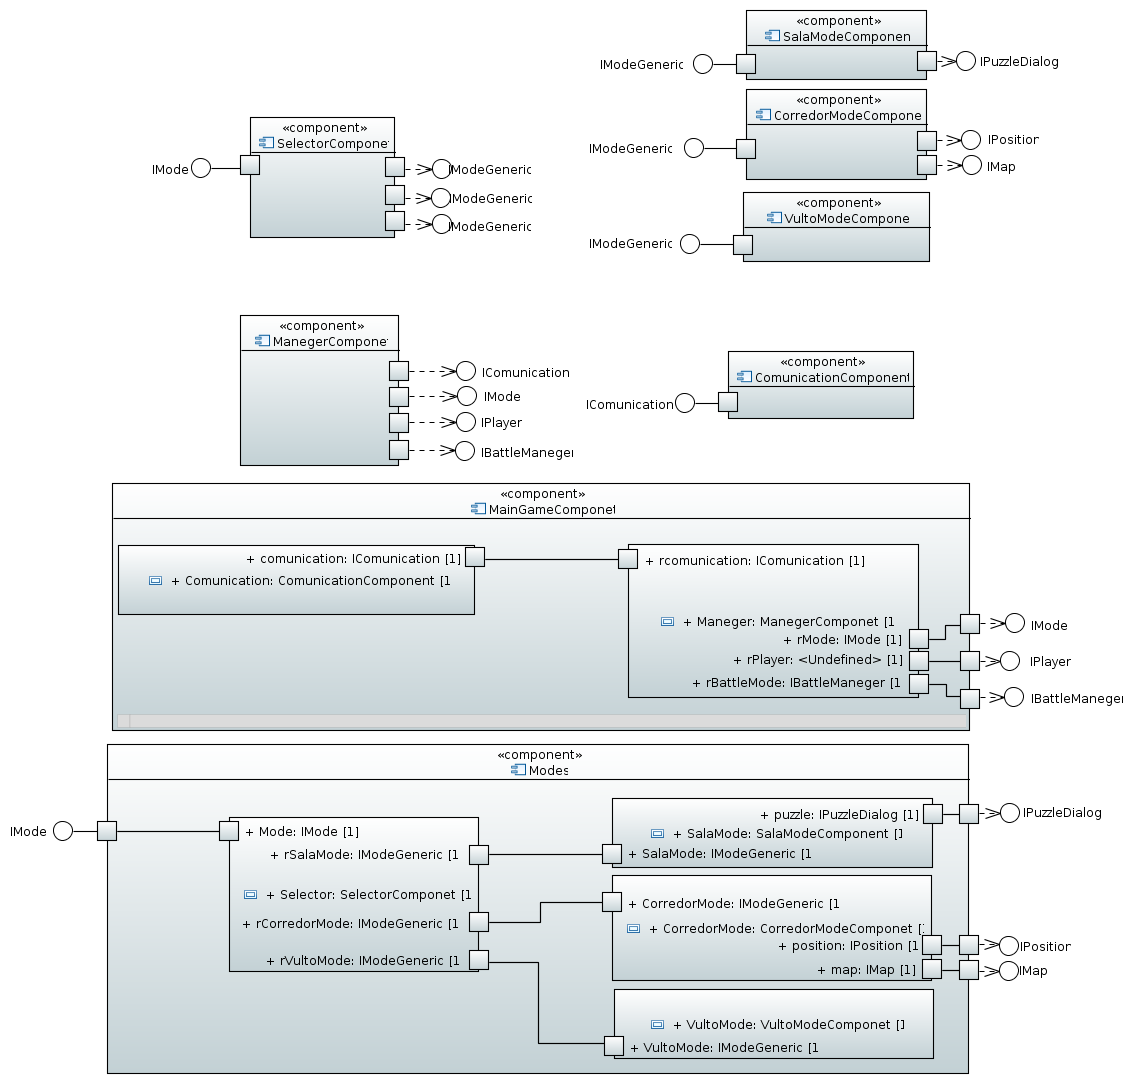 «component»
SalaModeComponen
IModeGeneric
IPuzzleDialog
«component»
CorredorModeCompone
IModeGeneric
IPosition
IMap
«component»
SelectorCompone
IMode
IModeGeneric
IModeGeneric
IModeGeneric
«component»
VultoModeCompone
IModeGeneric
«component»
ManegerCompone
IComunication
IMode
IPlayer
IBattleManeger
«component»
ComunicationComponent
IComunication
«component»
MainGameComponet
+ comunication: IComunication [1]
+ Comunication: ComunicationComponent [1
+ rcomunication: IComunication [1]
+ Maneger: ManegerComponet [1
+ rMode: IMode [1]
+ rPlayer: <Undefined> [1]
+ rBattleMode: IBattleManeger [1
IMode
IPlayer
IBattleManeger
«component»
Modes
IMode
+ Mode: IMode [1]
+ rSalaMode: IModeGeneric [1
+ Selector: SelectorComponet [1
+ rCorredorMode: IModeGeneric [1
+ rVultoMode: IModeGeneric [1
+ puzzle: IPuzzleDialog [1]
+ SalaMode: SalaModeComponent [1
+ SalaMode: IModeGeneric [1
IPuzzleDialog
+ CorredorMode: IModeGeneric [1
+ CorredorMode: CorredorModeComponet [
+ position: IPosition [1
+ map: IMap [1]
IPosition
IMap
+ VultoMode: VultoModeComponet [1
+ VultoMode: IModeGeneric [1